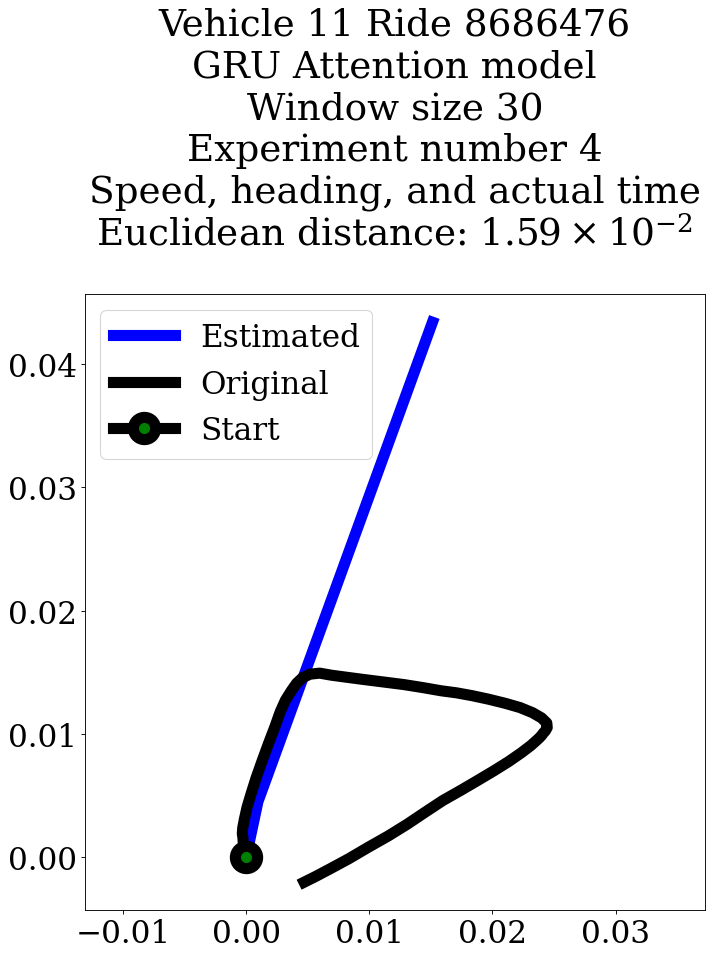 Vehicle 11 Ride 8686476
GRU Attention model
Window size 30
Experiment number 4
Speed, heading, and actual time
Euclidean distance: 1.59 × 10⁻²
Estimated
Original
Start
0.04
0.03
0.02
0.01
0.00
−0.01 0.00 0.01 0.02 0.03